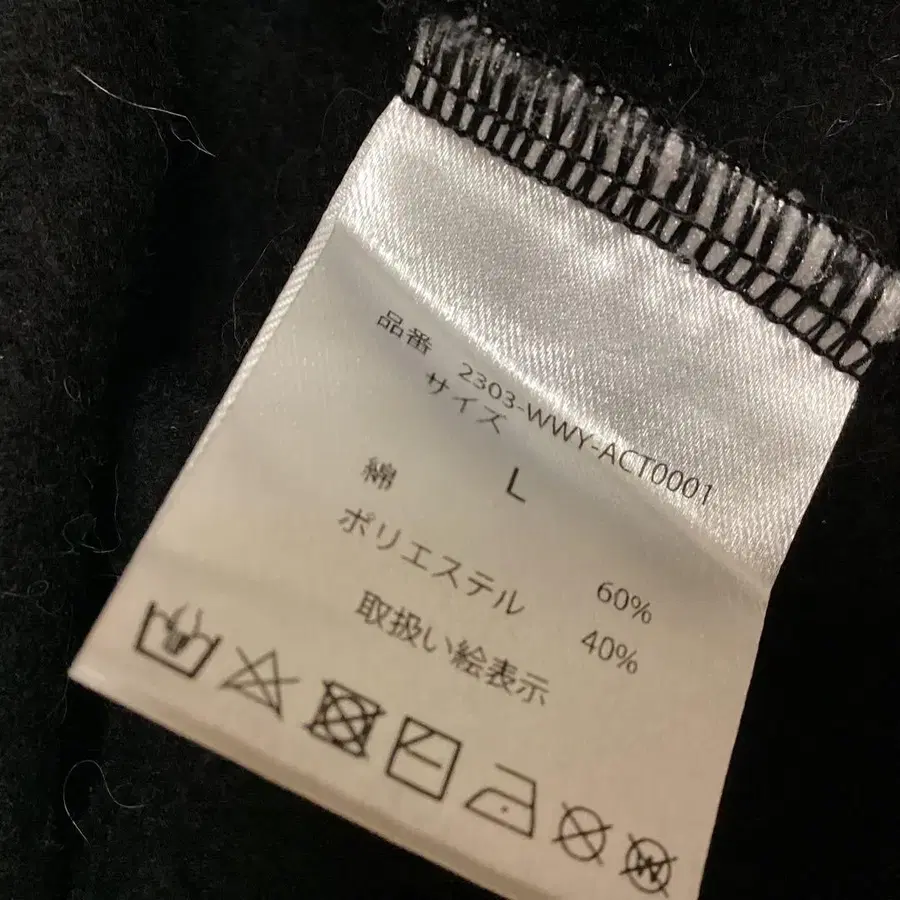 品番 2303-WWY-ACT0001
サイズ L
綿 60%
ポリエステル 40%
取扱い絵表示
W